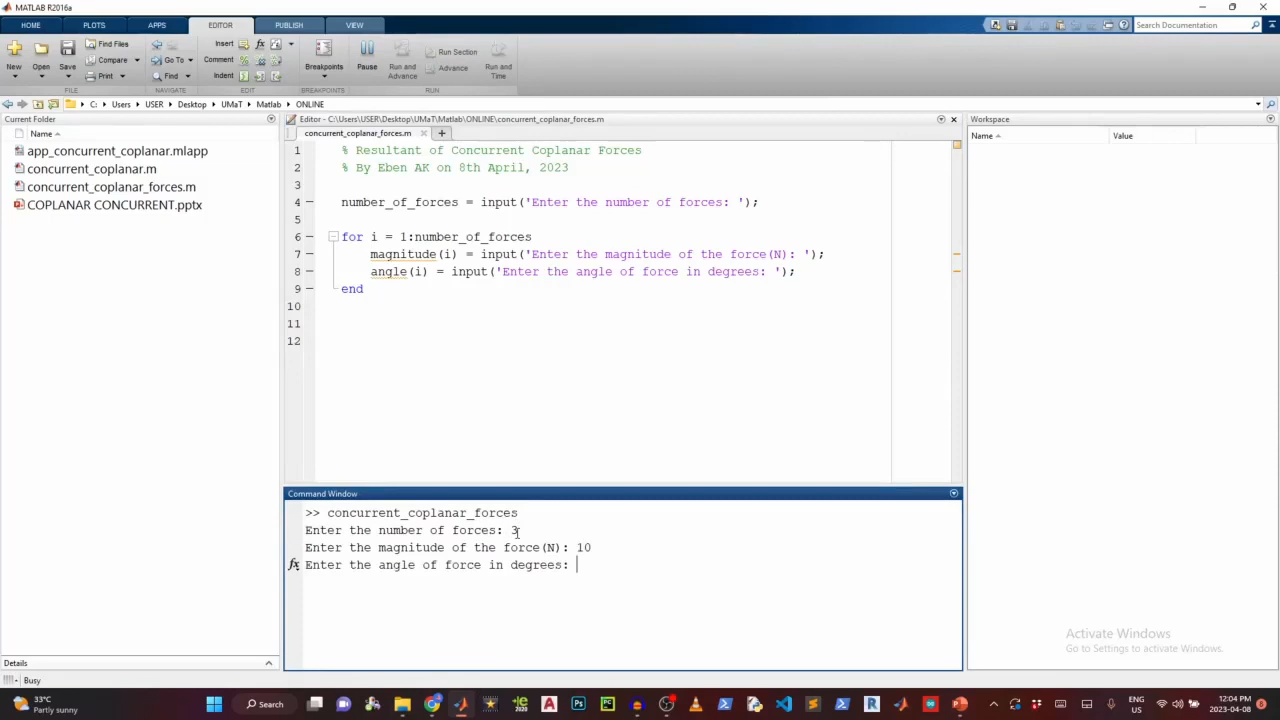 MATLAB R2016a
HOME PLOTS APPS EDITOR PUBLISH VIEW
Search Documentation
New Open Save Find Files Compare Print
Go To Find
Insert Comment Indent
fx
Breakpoints Pause Run and Advance Run Section Advance Run and Time
FILE NAVIGATE EDIT BREAKPOINTS RUN
C: Users USER Desktop UMaT Matlab ONLINE
Current Folder
Name
app_concurrent_coplanar.mlapp
concurrent_coplanar.m
concurrent_coplanar_forces.m
COPLANAR CONCURRENT.pptx
Details
Editor - C:\Users\USER\Desktop\UMaT\Matlab\ONLINE\concurrent_coplanar_forces.m
concurrent_coplanar_forces.m
1 % Resultant of Concurrent Coplanar Forces
2 % By Eben AK on 8th April, 2023
3
4 number_of_forces = input('Enter the number of forces: ');
5
6 for i = 1:number_of_forces
7 magnitude(i) = input('Enter the magnitude of the force(N): ');
8 angle(i) = input('Enter the angle of force in degrees: ');
9 end
10
11
12
Command Window
>> concurrent_coplanar_forces
Enter the number of forces: 3
Enter the magnitude of the force(N): 10
fx Enter the angle of force in degrees:
Workspace
Name Value
Activate Windows
Go to Settings to activate Windows.
Busy
33°C
Partly sunny
Search
ENG
US
12:04 PM
2023-04-08